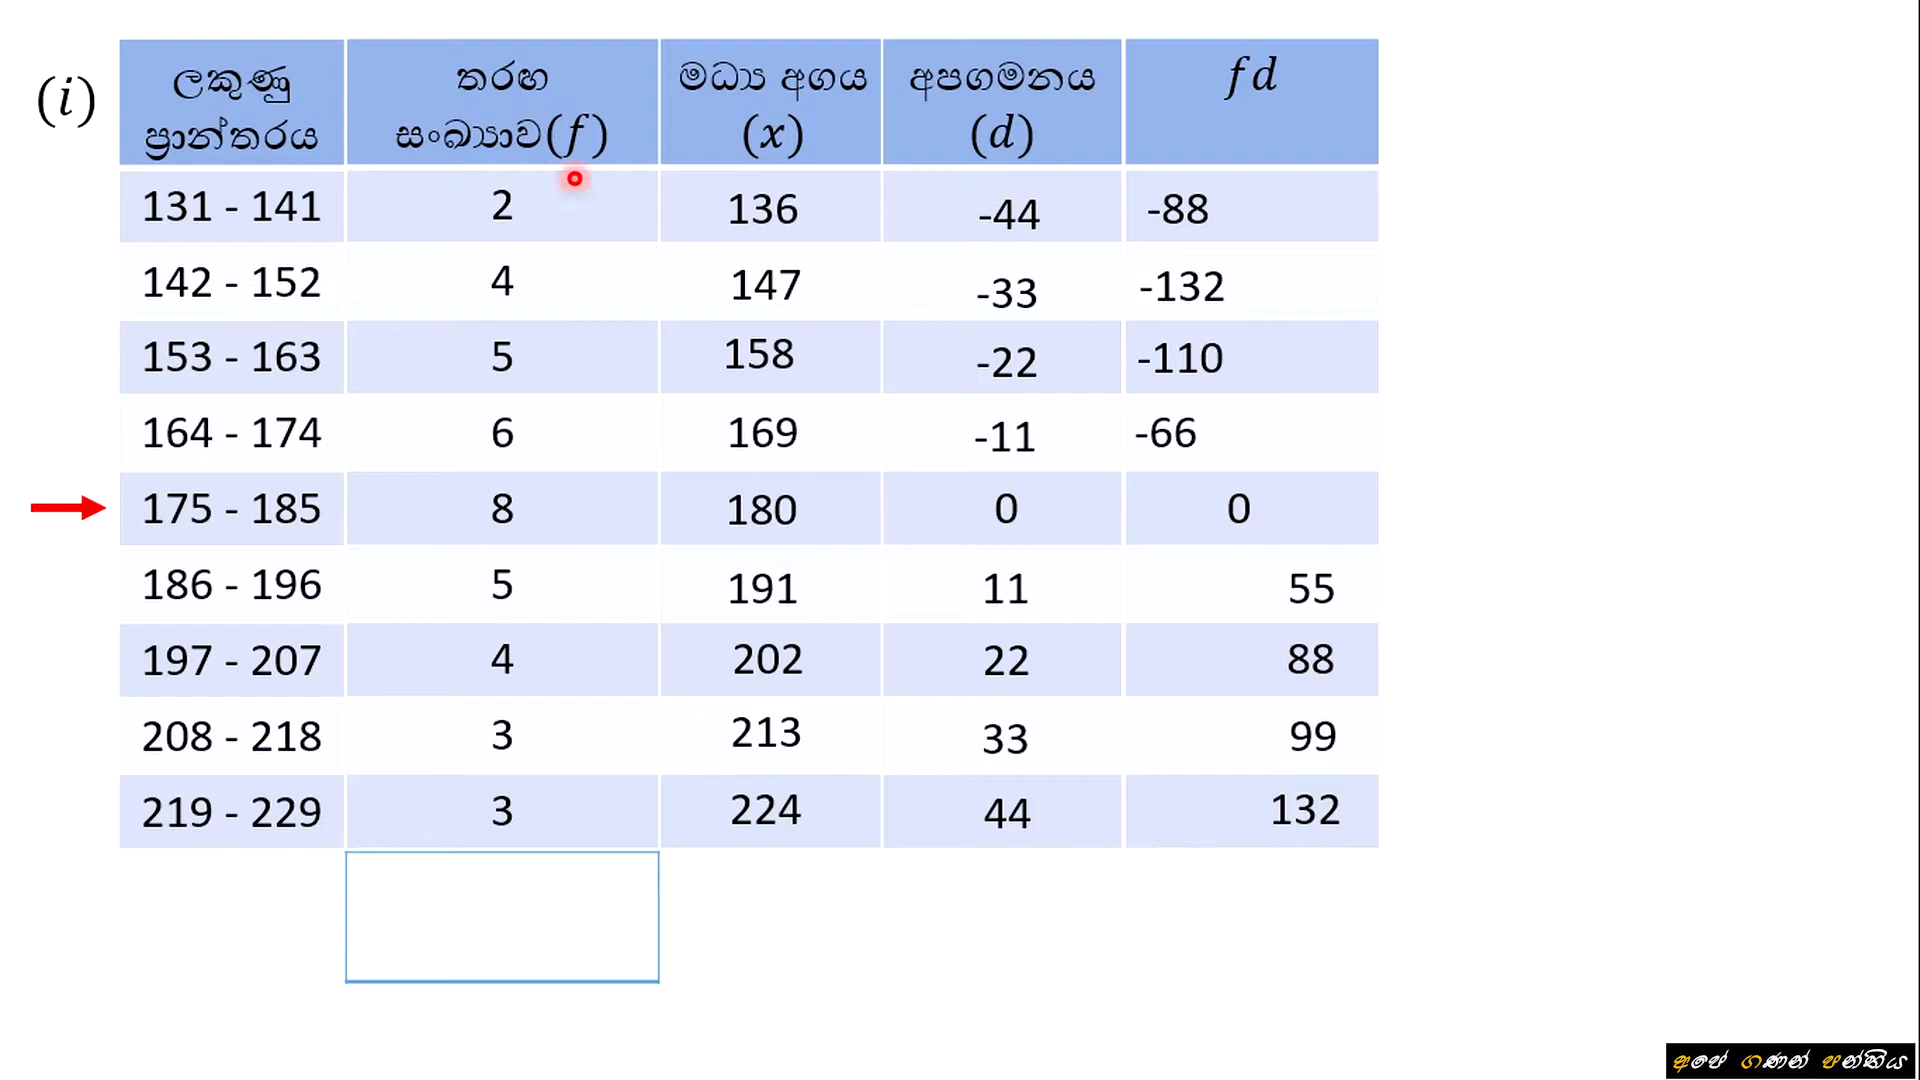 (i)
ලකුණු ප්‍රාන්තරය තරඟ සංඛ්‍යාව(f) මධ්‍ය අගය (x) අපගමනය (d) fd
131 - 141 2 136 -44 -88
142 - 152 4 147 -33 -132
153 - 163 5 158 -22 -110
164 - 174 6 169 -11 -66
175 - 185 8 180 0 0
186 - 196 5 191 11 55
197 - 207 4 202 22 88
208 - 218 3 213 33 99
219 - 229 3 224 44 132
අපේ ගණන් පන්තිය